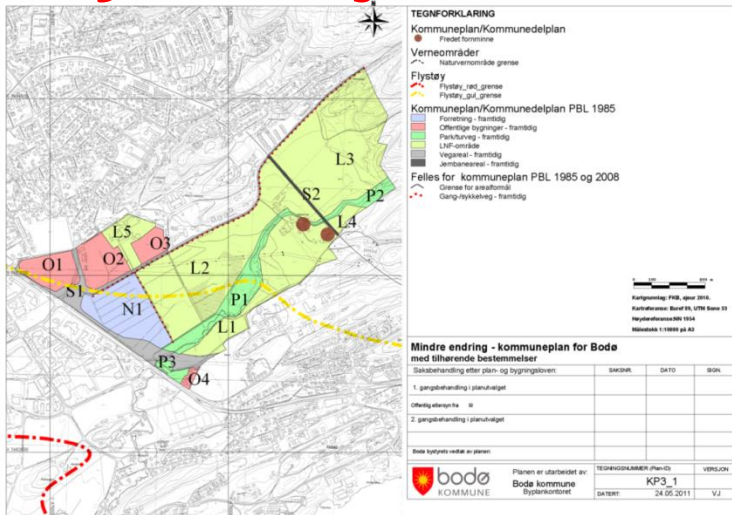 N
L3
S2
P2
L4
L5
O3
O1
O2
L2
S1
N1
P1
L1
P3
O4
TEGNFORKLARING
Kommuneplan/Kommunedelplan
Fredet fornminne
Verneområder
Naturvernområde grense
Flystøy
Flystøy_rød_grense
Flystøy_gul_grense
Kommuneplan/Kommunedelplan PBL 1985
Forretning - framtidig
Offentlige bygninger - framtidig
Park/turveg - framtidig
LNF-område
Vegareal - framtidig
Jernbaneareal - framtidig
Felles for kommuneplan PBL 1985 og 2008
Grense for arealformål
Gang-/sykkelveg - framtidig
Kartgrunnlag: FKB, ajour 2010.
Kartreferanse: Euref 89, UTM Sone 33
Høydereferanse:NN 1954
Målestokk 1:10000 på A3
Mindre endring - kommuneplan for Bodø
med tilhørende bestemmelser
Saksbehandling etter plan- og bygningsloven: SAKSNR. DATO SIGN.
1. gangsbehandling i planutvalget
Offentlig ettersyn fra til
2. gangsbehandling i planutvalget
Bodø bystyrets vedtak av planen
bodø
KOMMUNE
Planen er utarbeidet av:
Bodø kommune
Byplankontoret
TEGNINGSNUMMER (Plan-ID) VERSJON
KP3_1
DATERT: 24.05.2011 VJ